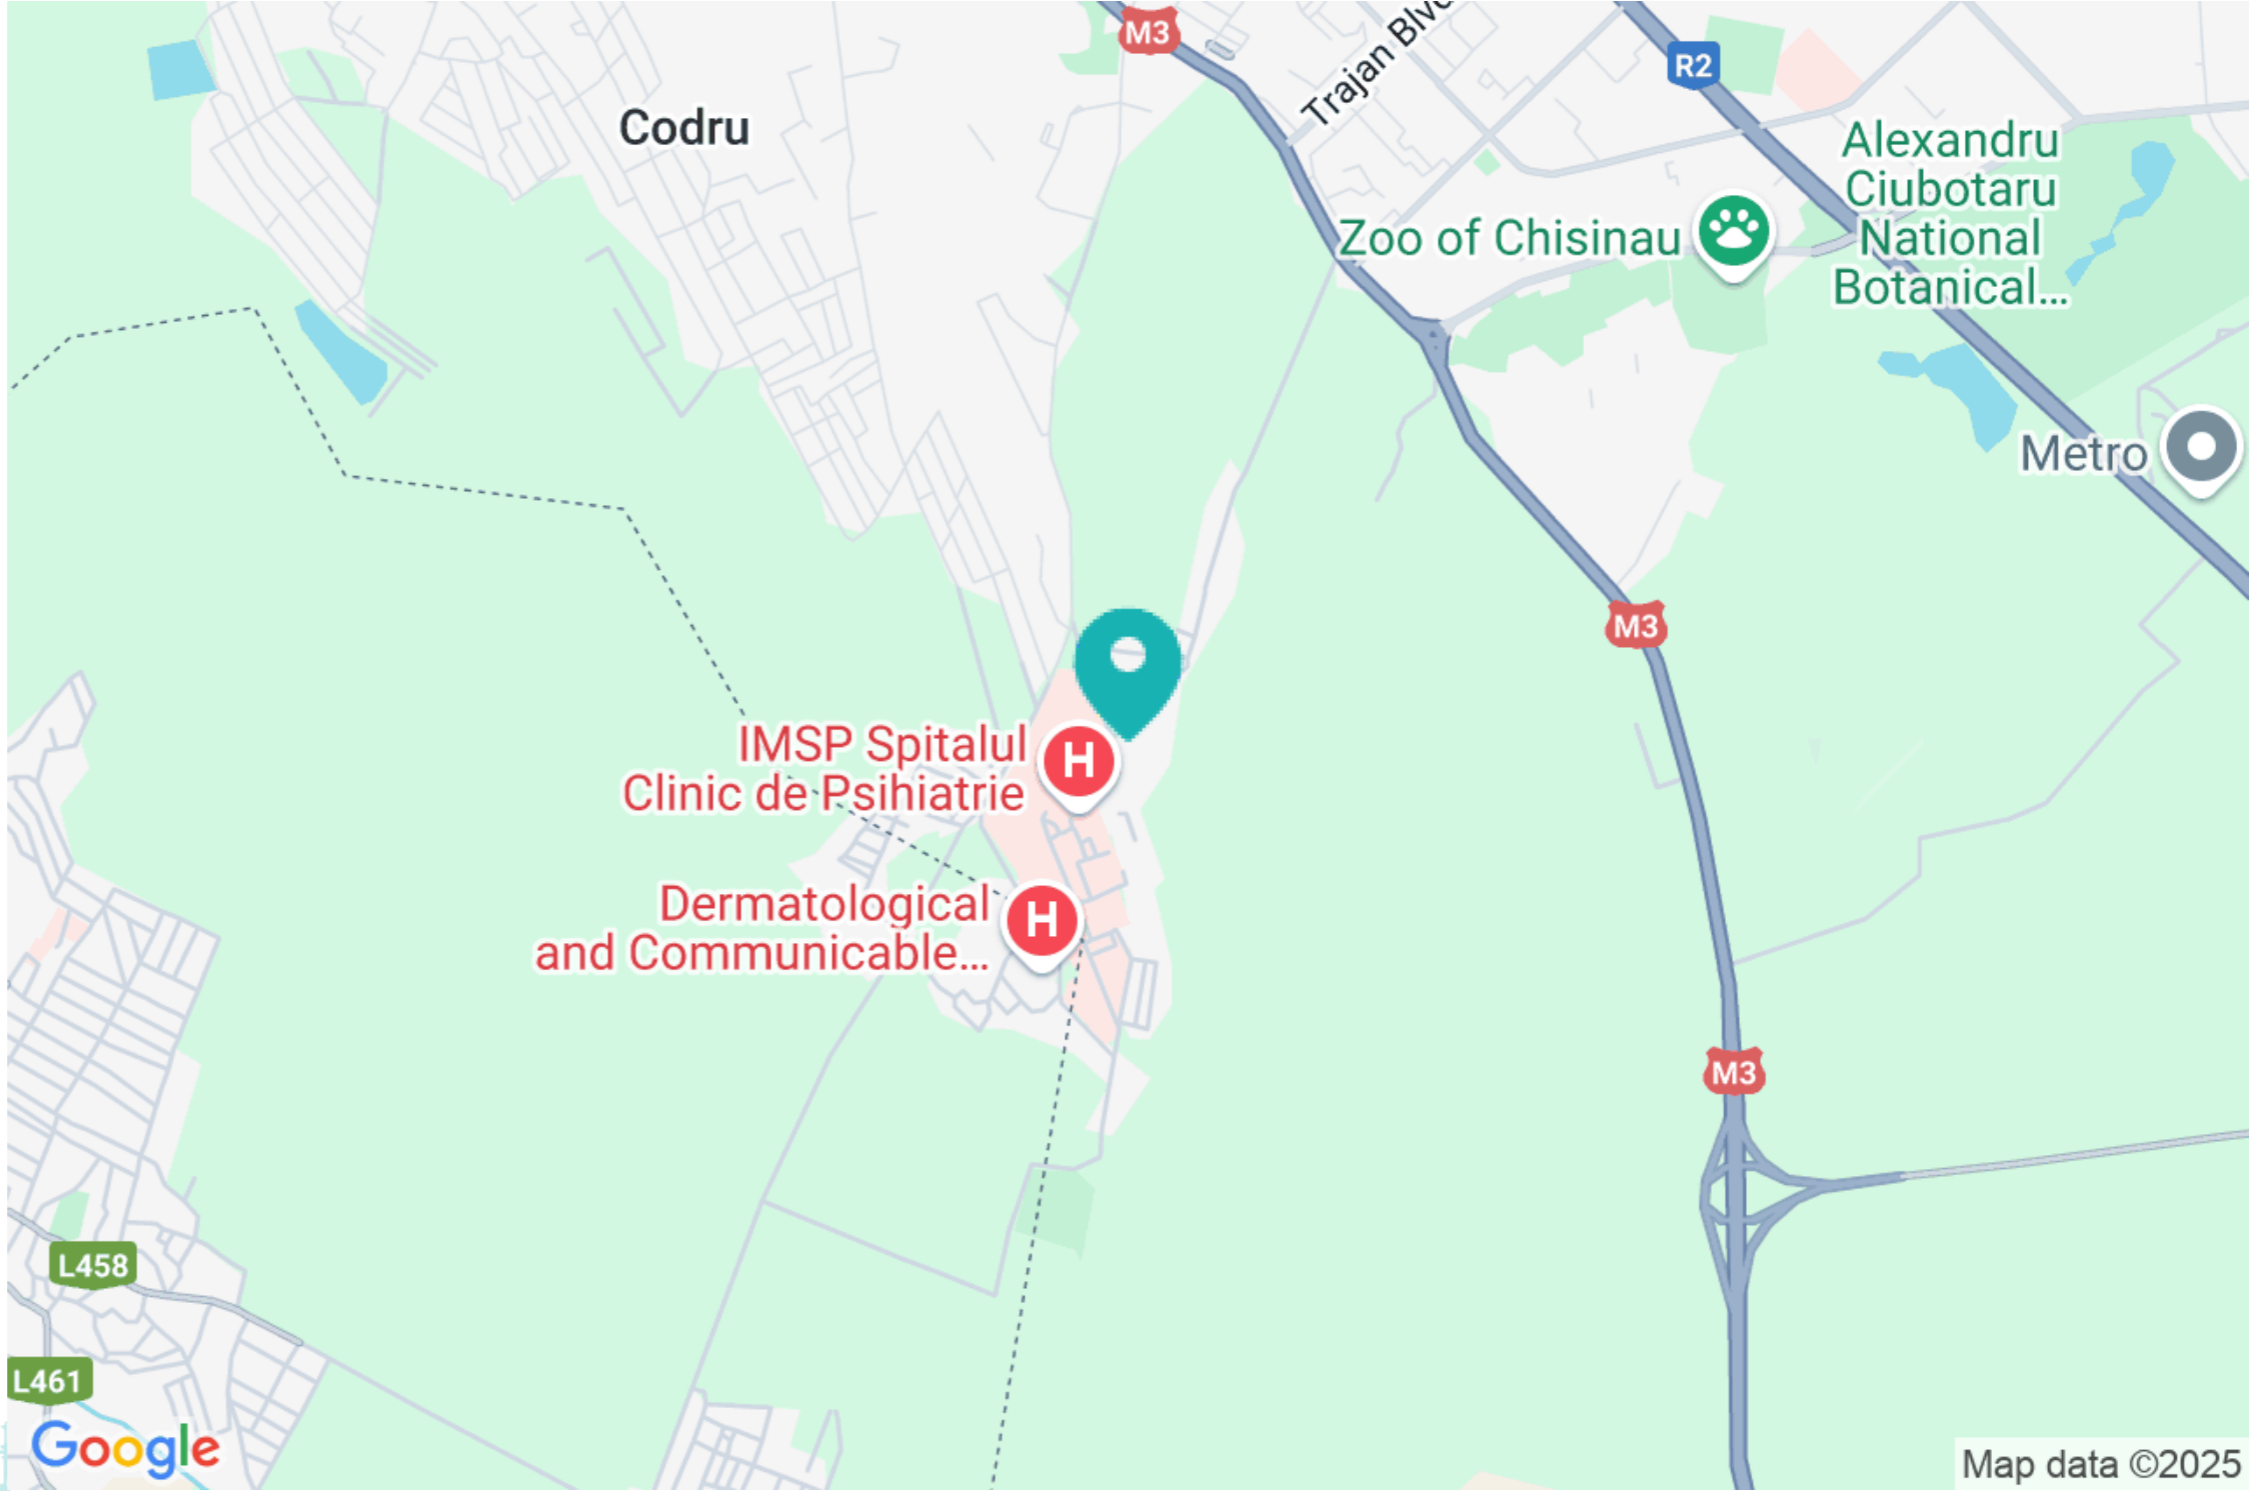 M3
Trajan Blvd
R2
Codru
Alexandru
Ciubotaru
National
Botanical...
Zoo of Chisinau
Metro
M3
H
IMSP Spitalul
Clinic de Psihiatrie
H
Dermatological
and Communicable...
M3
L458
L461
Google
Map data ©2025